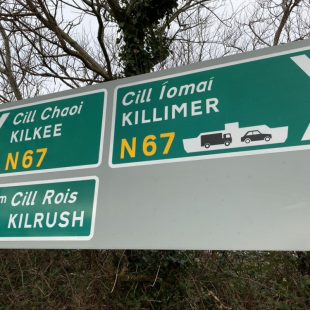 Cill Chaoi
KILKEE
N67
m Cill Rois
KILRUSH
Cill Íomaí
KILLIMER
N67